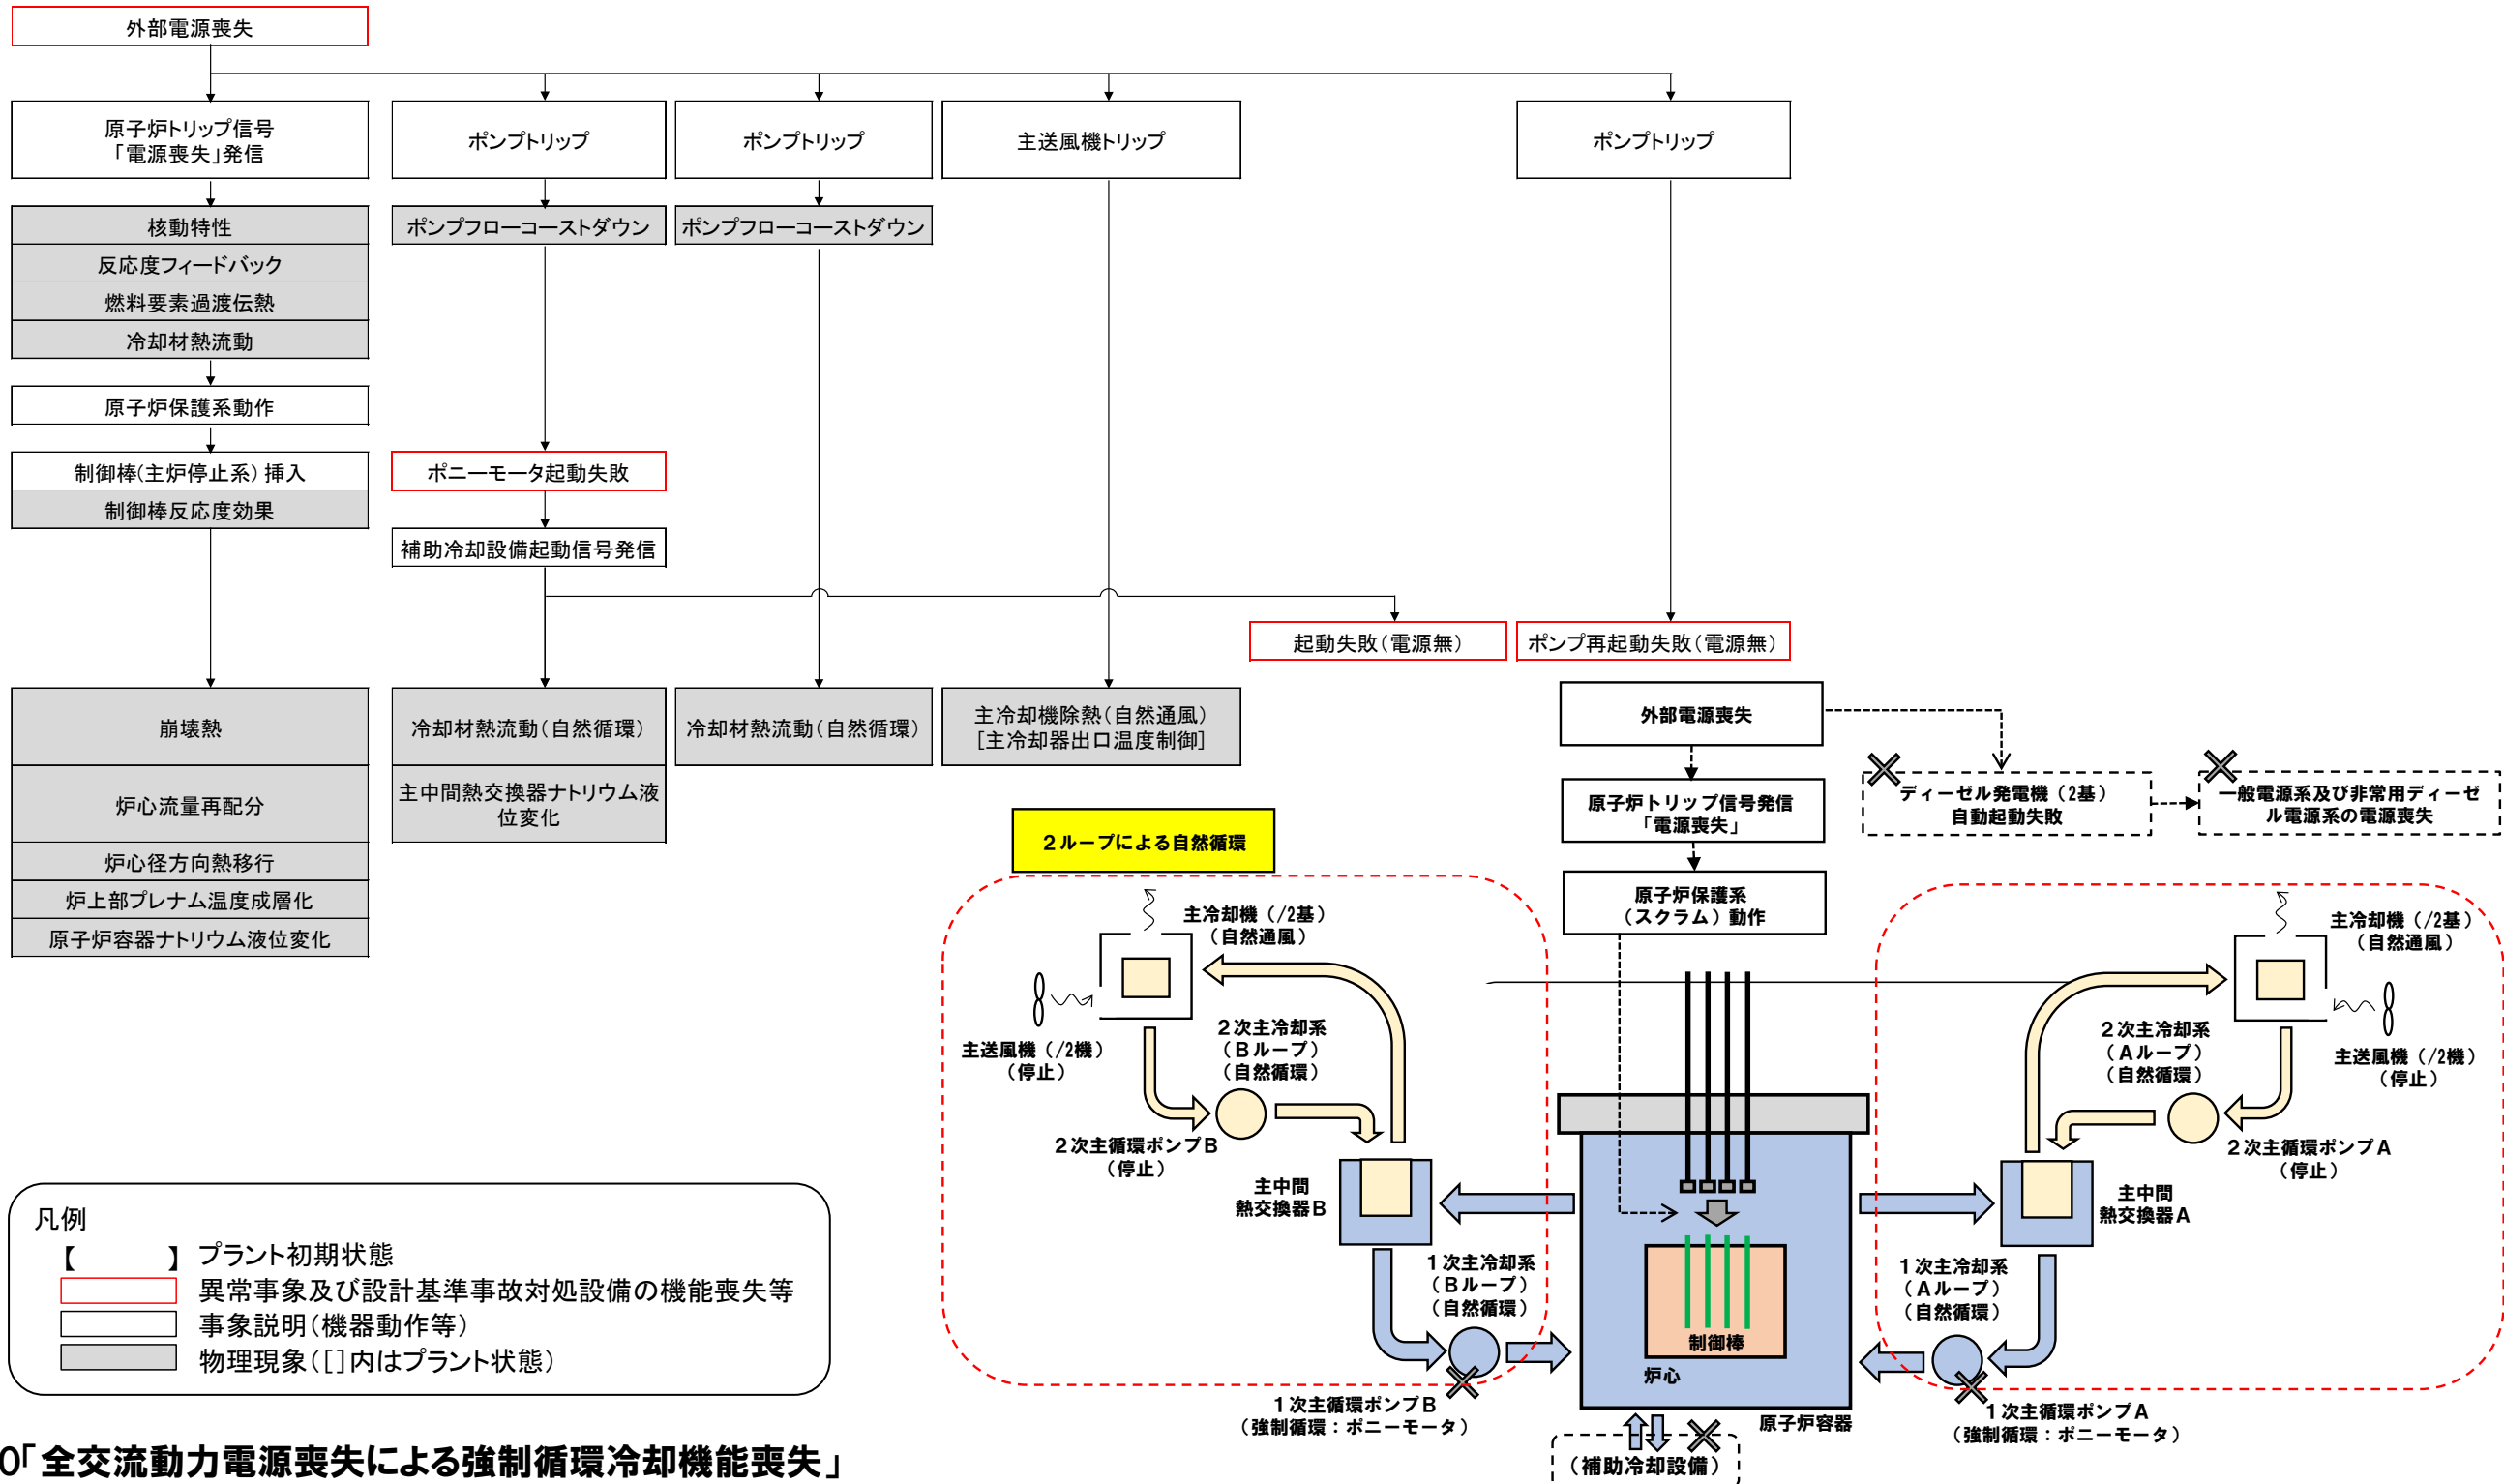 外部電源喪失
原子炉トリップ信号
「電源喪失」発信
ポンプトリップ
ポンプトリップ
主送風機トリップ
ポンプトリップ
核動特性
反応度フィードバック
燃料要素過渡伝熱
冷却材熱流動
ポンプフローコーストダウン
ポンプフローコーストダウン
原子炉保護系動作
制御棒(主炉停止系)挿入
制御棒反応度効果
ポニーモータ起動失敗
補助冷却設備起動信号発信
起動失敗(電源無)
ポンプ再起動失敗(電源無)
崩壊熱
炉心流量再配分
炉心径方向熱移行
炉上部プレナム温度成層化
原子炉容器ナトリウム液位変化
冷却材熱流動(自然循環)
主中間熱交換器ナトリウム液
位変化
冷却材熱流動(自然循環)
主冷却機除熱(自然通風)
[主冷却器出口温度制御]
外部電源喪失
原子炉トリップ信号発信
「電源喪失」
原子炉保護系
(スクラム)動作
ディーゼル発電機(2基)
自動起動失敗
一般電源系及び非常用ディーゼ
ル電源系の電源喪失
2ループによる自然循環
主冷却機(/2基)
(自然通風)
主送風機(/2機)
(停止)
2次主冷却系
(Bループ)
(自然循環)
2次主循環ポンプB
(停止)
主中間
熱交換器B
1次主冷却系
(Bループ)
(自然循環)
1次主循環ポンプB
(強制循環:ポニーモータ)
制御棒
炉心
原子炉容器
(補助冷却設備)
主冷却機(/2基)
(自然通風)
主送風機(/2機)
(停止)
2次主冷却系
(Aループ)
(自然循環)
2次主循環ポンプA
(停止)
主中間
熱交換器A
1次主冷却系
(Aループ)
(自然循環)
1次主循環ポンプA
(強制循環:ポニーモータ)
凡例
【 】 プラント初期状態
異常事象及び設計基準事故対処設備の機能喪失等
事象説明(機器動作等)
物理現象([]内はプラント状態)
「全交流動力電源喪失による強制循環冷却機能喪失」